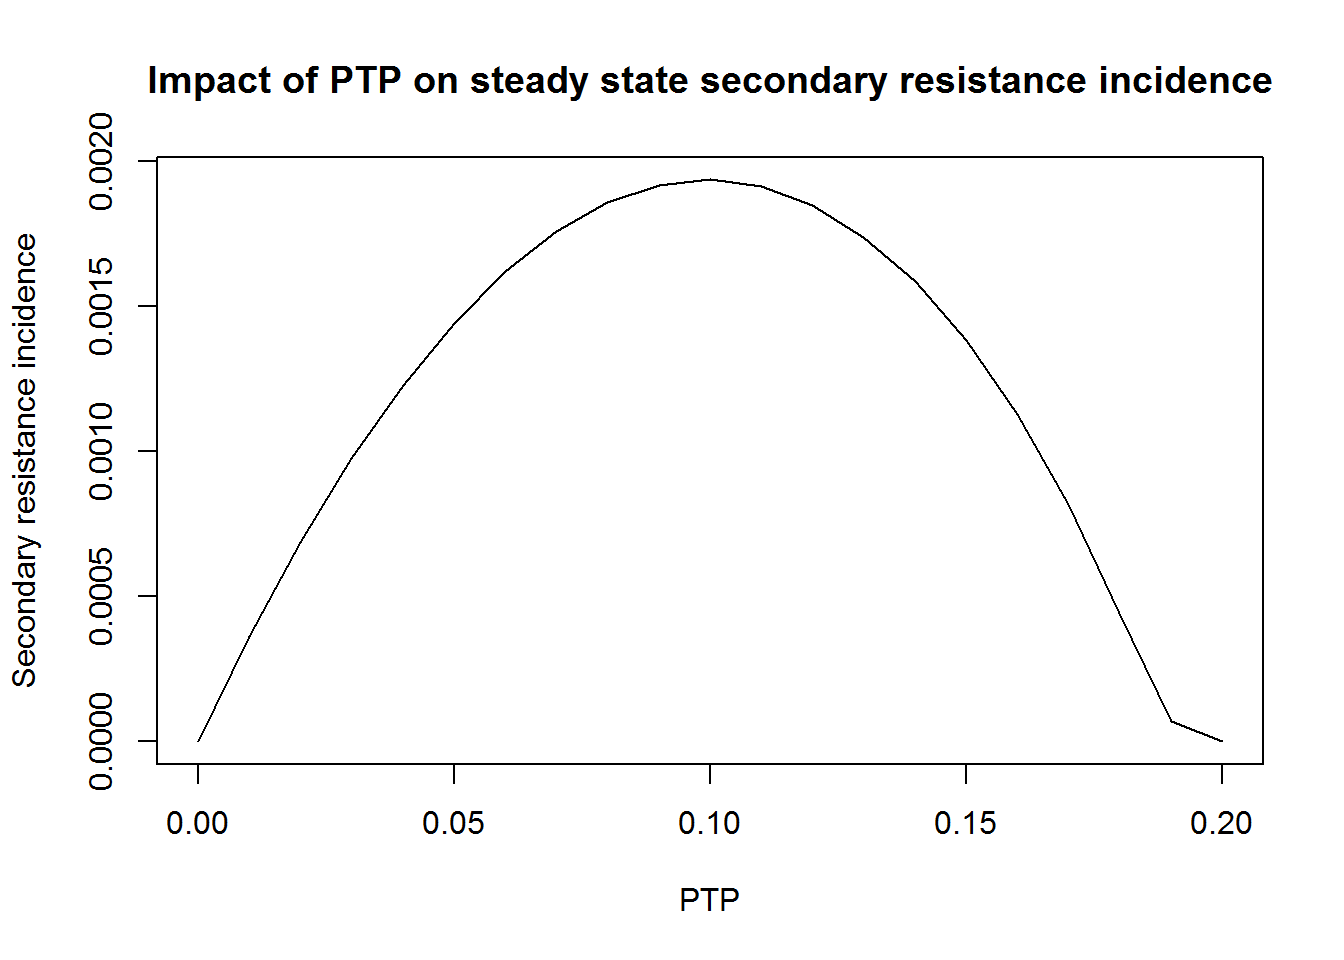 Impact of PTP on steady state secondary resistance incidence
Secondary resistance incidence
0.0020
0.0015
0.0010
0.0005
0.0000
0.00 0.05 0.10 0.15 0.20
PTP